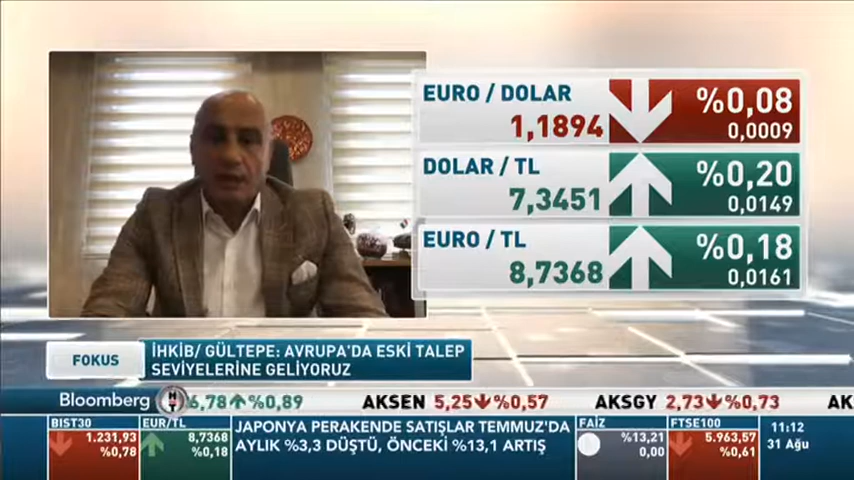 EURO / DOLAR
1,1894
%0,08
0,0009
DOLAR / TL
7,3451
%0,20
0,0149
EURO / TL
8,7368
%0,18
0,0161
FOKUS
İHKİB/ GÜLTEPE: AVRUPA'DA ESKİ TALEP
SEVİYELERİNE GELİYORUZ
Bloomberg HT
6,78 %0,89 AKSEN 5,25 %0,57 AKSGY 2,73 %0,73 AK
BIST30
1.231,93
%0,78
EUR/TL
8,7368
%0,18
JAPONYA PERAKENDE SATIŞLAR TEMMUZ'DA
AYLIK %3,3 DÜŞTÜ, ÖNCEKİ %13,1 ARTIŞ
FAİZ
%13,21
0,00
FTSE100
5.963,57
%0,61
11:12
31 Ağu